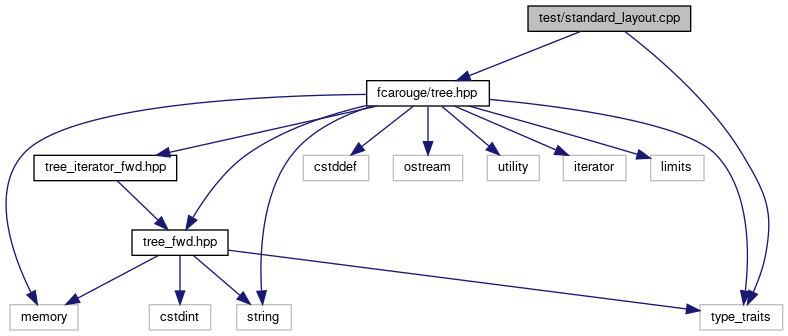 test/standard_layout.cpp
fcarouge/tree.hpp
tree_iterator_fwd.hpp
cstddef
ostream
utility
iterator
limits
tree_fwd.hpp
memory
cstdint
string
type_traits